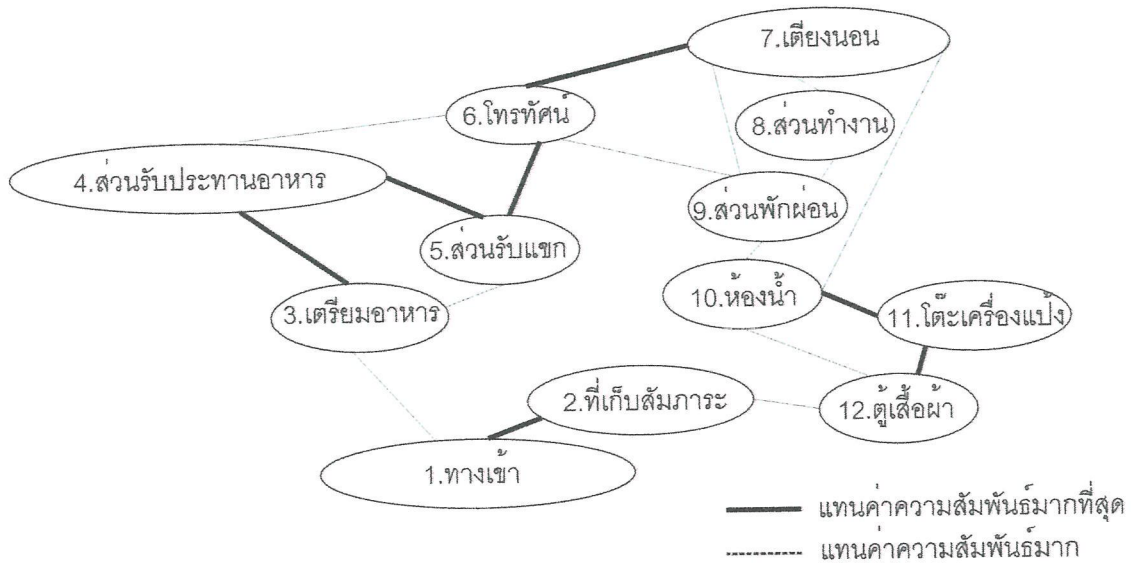 7.เตียงนอน
6.โทรทัศน์
8.ส่วนทำงาน
4.ส่วนรับประทานอาหาร
9.ส่วนพักผ่อน
5.ส่วนรับแขก
10.ห้องน้ำ
3.เตรียมอาหาร
11.โต๊ะเครื่องแป้ง
2.ที่เก็บสัมภาระ
12.ตู้เสื้อผ้า
1.ทางเข้า
แทนค่าความสัมพันธ์มากที่สุด
แทนค่าความสัมพันธ์มาก